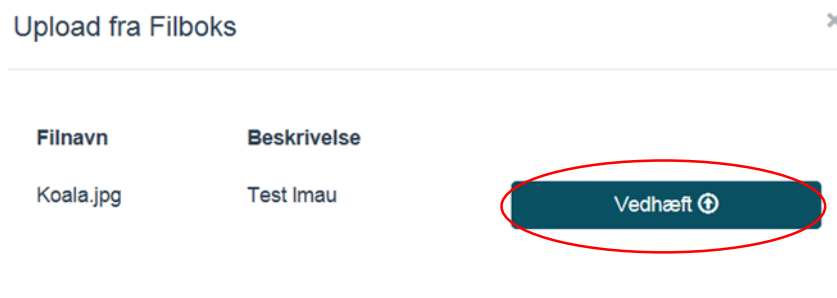 Upload fra Filboks
Filnavn Beskrivelse
Koala.jpg Test Imau Vedhæft